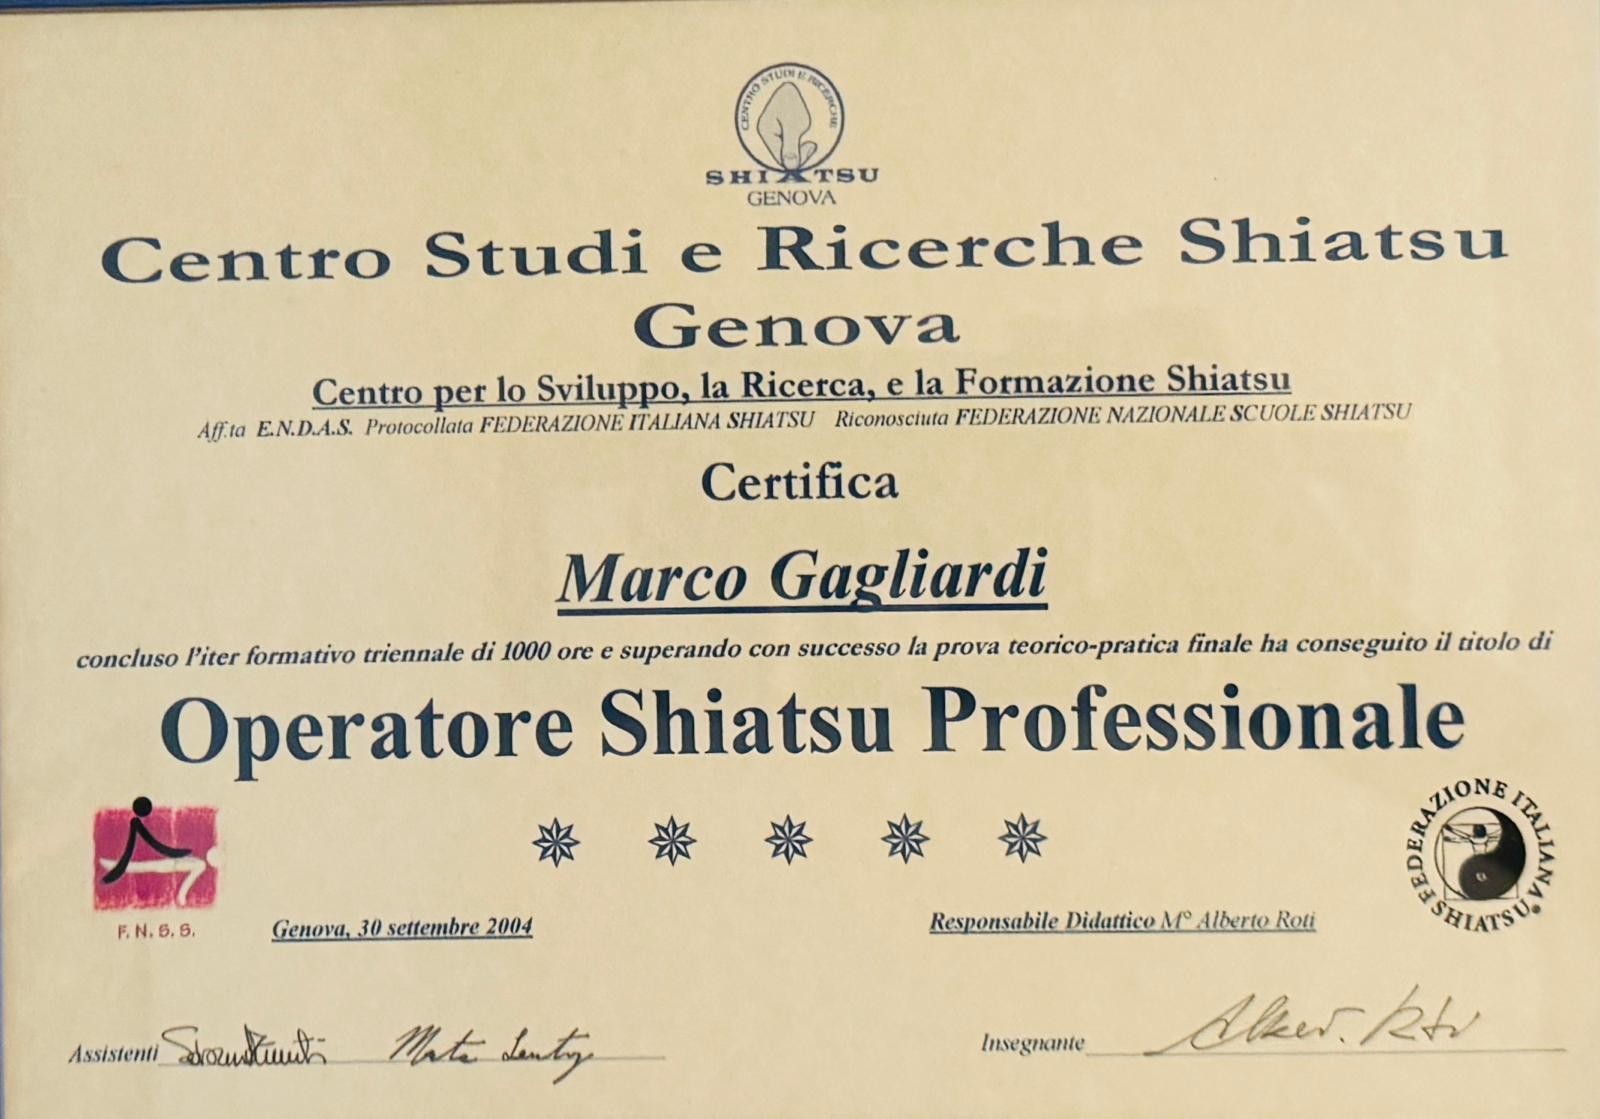 CENTRO STUDI E RICERCHE
SHIATSU
GENOVA
Centro Studi e Ricerche Shiatsu
Genova
Centro per lo Sviluppo, la Ricerca, e la Formazione Shiatsu
Aff.ta E.N.D.A.S. Protocollata FEDERAZIONE ITALIANA SHIATSU Riconosciuta FEDERAZIONE NAZIONALE SCUOLE SHIATSU
Certifica
Marco Gagliardi
concluso l'iter formativo triennale di 1000 ore e superando con successo la prova teorico-pratica finale ha conseguito il titolo di
Operatore Shiatsu Professionale
FEDERAZIONE ITALIANA SHIATSU®
F.N.S.S.
Genova, 30 settembre 2004
Responsabile Didattico M° Alberto Roti
Assistenti
Insegnante